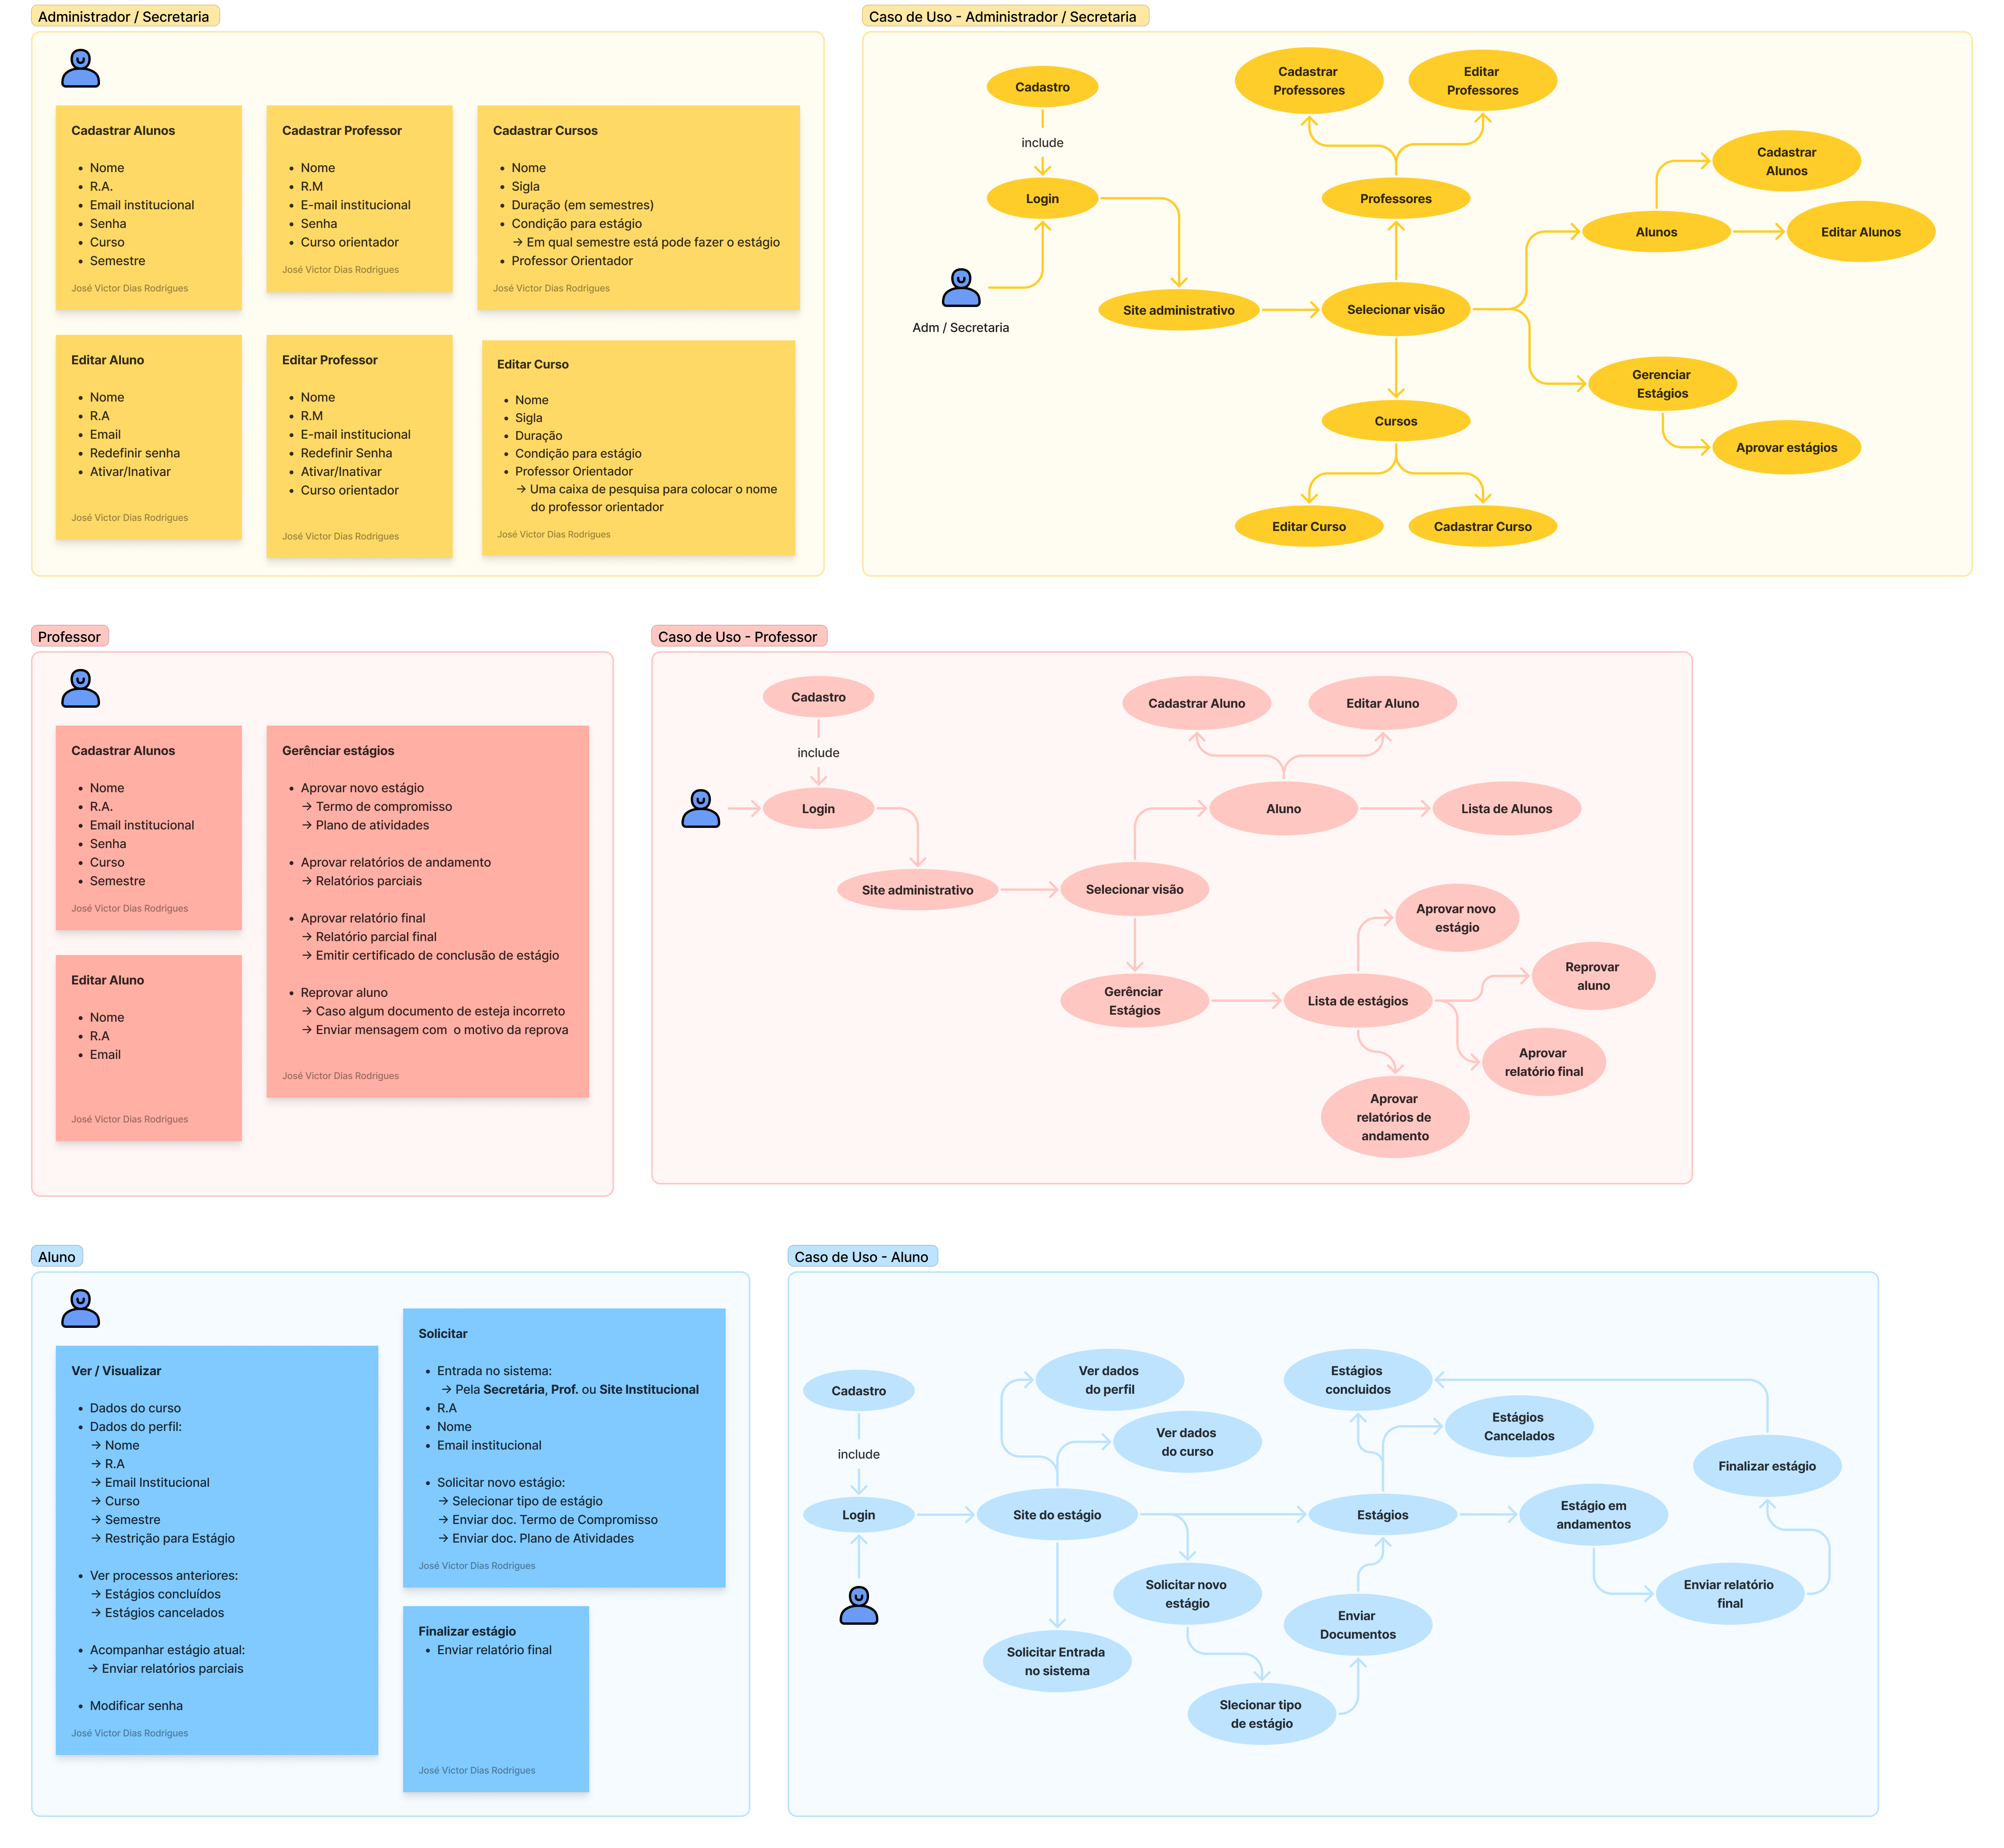 Administrador / Secretaria
Cadastrar Alunos
Nome
R.A.
Email institucional
Senha
Curso
Semestre
José Victor Dias Rodrigues
Cadastrar Professor
Nome
R.M
E-mail institucional
Senha
Curso orientador
José Victor Dias Rodrigues
Cadastrar Cursos
Nome
Sigla
Duração (em semestres)
Condição para estágio
→ Em qual semestre está pode fazer o estágio
Professor Orientador
José Victor Dias Rodrigues
Editar Aluno
Nome
R.A
Email
Redefinir senha
Ativar/Inativar
José Victor Dias Rodrigues
Editar Professor
Nome
R.M
E-mail institucional
Redefinir Senha
Ativar/Inativar
Curso orientador
José Victor Dias Rodrigues
Editar Curso
Nome
Sigla
Duração
Condição para estágio
Professor Orientador
→ Uma caixa de pesquisa para colocar o nome
do professor orientador
José Victor Dias Rodrigues
Caso de Uso - Administrador / Secretaria
Cadastro
include
Login
Adm / Secretaria
Site administrativo
Selecionar visão
Professores
Cadastrar
Professores
Editar
Professores
Alunos
Cadastrar
Alunos
Editar Alunos
Gerenciar
Estágios
Aprovar estágios
Cursos
Editar Curso
Cadastrar Curso
Professor
Cadastrar Alunos
Nome
R.A.
Email institucional
Senha
Curso
Semestre
José Victor Dias Rodrigues
Editar Aluno
Nome
R.A
Email
José Victor Dias Rodrigues
Gerênciar estágios
Aprovar novo estágio
→ Termo de compromisso
→ Plano de atividades
Aprovar relatórios de andamento
→ Relatórios parciais
Aprovar relatório final
→ Relatório parcial final
→ Emitir certificado de conclusão de estágio
Reprovar aluno
→ Caso algum documento de esteja incorreto
→ Enviar mensagem com o motivo da reprova
José Victor Dias Rodrigues
Caso de Uso - Professor
Cadastro
include
Login
Site administrativo
Selecionar visão
Aluno
Cadastrar Aluno
Editar Aluno
Lista de Alunos
Gerênciar
Estágios
Lista de estágios
Aprovar novo
estágio
Reprovar
aluno
Aprovar
relatório final
Aprovar
relatórios de
andamento
Aluno
Ver / Visualizar
Dados do curso
Dados do perfil:
→ Nome
→ R.A
→ Email Institucional
→ Curso
→ Semestre
→ Restrição para Estágio
Ver processos anteriores:
→ Estágios concluídos
→ Estágios cancelados
Acompanhar estágio atual:
→ Enviar relatórios parciais
Modificar senha
José Victor Dias Rodrigues
Solicitar
Entrada no sistema:
→ Pela Secretária, Prof. ou Site Institucional
R.A
Nome
Email institucional
Solicitar novo estágio:
→ Selecionar tipo de estágio
→ Enviar doc. Termo de Compromisso
→ Enviar doc. Plano de Atividades
José Victor Dias Rodrigues
Finalizar estágio
Enviar relatório final
José Victor Dias Rodrigues
Caso de Uso - Aluno
Cadastro
include
Login
Site do estágio
Ver dados
do perfil
Ver dados
do curso
Solicitar Entrada
no sistema
Solicitar novo
estágio
Slecionar tipo
de estágio
Enviar
Documentos
Estágios
Estágios
concluidos
Estágios
Cancelados
Estágio em
andamentos
Enviar relatório
final
Finalizar estágio